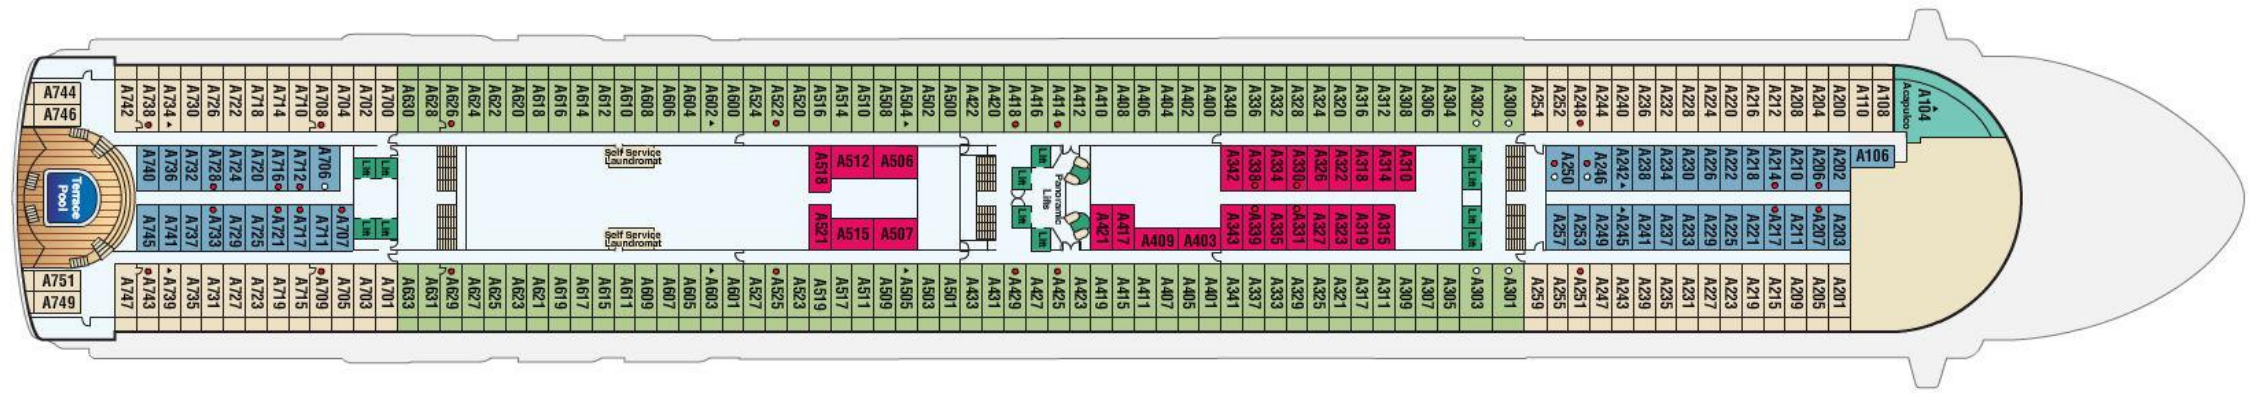 A744
A746
A742 A738 A734 A730 A726 A722 A718 A714 A710 A708 A704 A702 A700 A630 A628 A626 A624 A622 A620 A618 A616 A612 A610 A608 A606 A604 A602 A600 A524 A522 A520 A516 A514 A510 A508 A504 A502 A500 A422 A420 A418 A416 A414 A412 A410 A408 A406 A404 A402 A400 A340 A336 A332 A328 A324 A320 A316 A312 A308 A306 A304 A302 A300 A254 A252 A248 A244 A240 A236 A232 A228 A224 A220 A216 A212 A208 A204 A200 A110 A108
A104
Acapulco
A740 A736 A732 A728 A724 A720 A716 A712 A706
Lift Lift
Self Service
Laundromat
A518 A512 A506
Lift
Lift
A342 A338 A334 A330 A326 A322 A318 A314 A310
Lift
Lift
A250 A246 A242 A238 A234 A230 A226 A222 A218 A214 A210 A206 A202 A106
Terrace
Pool
Panoramic
Lifts
A745 A741 A737 A733 A729 A725 A721 A717 A711 A707
Lift Lift
Self Service
Laundromat
A521 A515 A507
Lift
Lift
A421 A417 A409 A403 A343 A339 A335 A331 A327 A323 A319 A315
Lift
Lift
A257 A253 A249 A245 A241 A237 A233 A229 A225 A221 A217 A211 A207 A203
A751
A749
A747 A743 A739 A735 A731 A727 A723 A719 A715 A709 A705 A703 A701 A633 A631 A629 A627 A625 A623 A621 A619 A617 A615 A611 A609 A607 A605 A603 A601 A527 A525 A523 A519 A517 A511 A509 A505 A503 A501 A433 A431 A429 A427 A425 A423 A419 A415 A411 A407 A405 A401 A341 A337 A333 A329 A325 A321 A317 A311 A309 A307 A305 A303 A301 A259 A255 A251 A247 A243 A239 A235 A231 A227 A223 A219 A215 A209 A205 A201